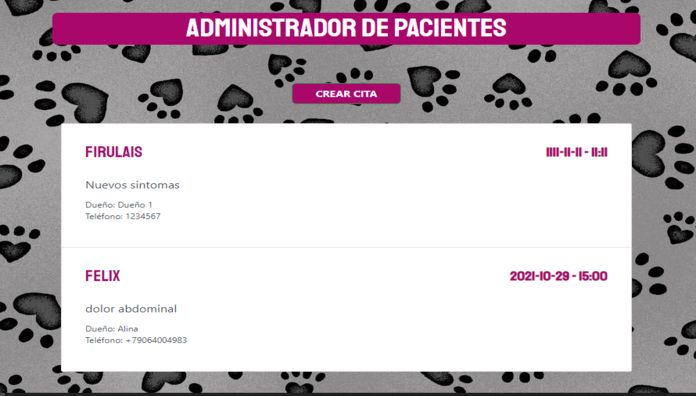 ADMINISTRADOR DE PACIENTES
CREAR CITA
FIRULAIS
1111-11-11 - 11:11
Nuevos sintomas
Dueño: Dueño 1
Teléfono: 1234567
FELIX
2021-10-29 - 15:00
dolor abdominal
Dueño: Alina
Teléfono: +79064004983